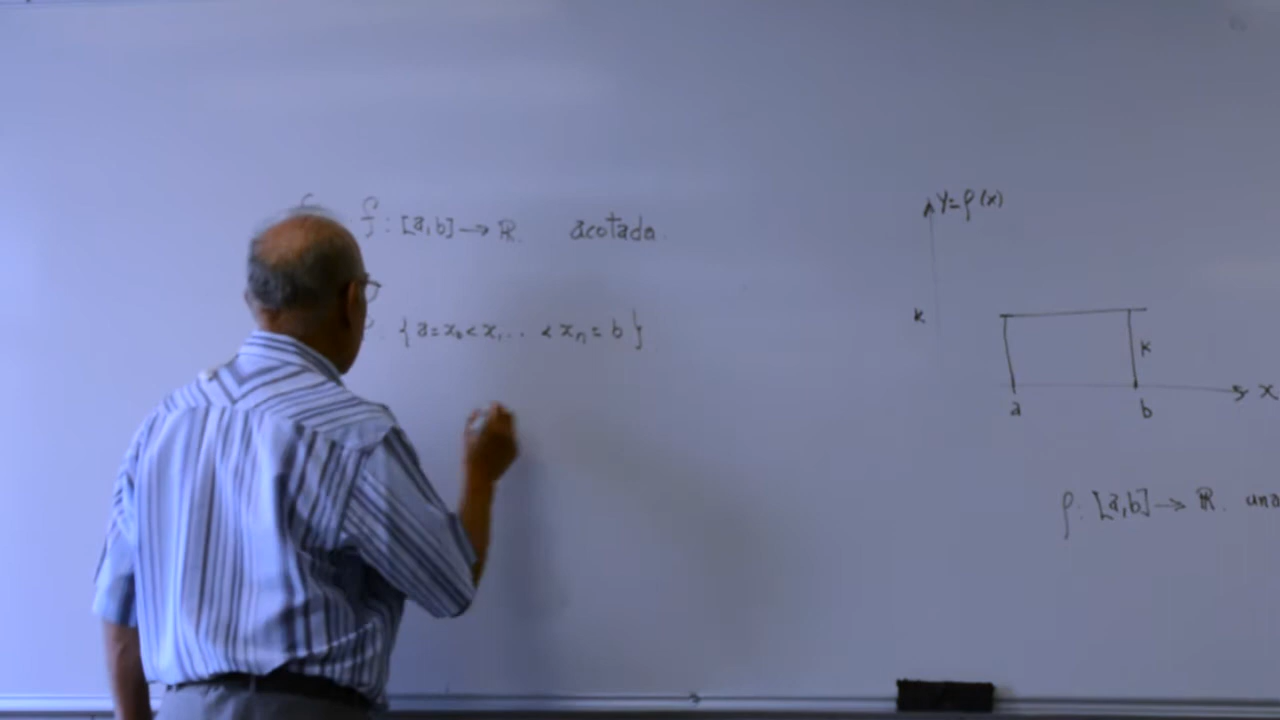 f: [a,b] → ℝ. acotada.
{a = x₀ < x₁ ... < xₙ = b}
Y = f(x)
k
k
x
a b
f: [a,b] → ℝ.